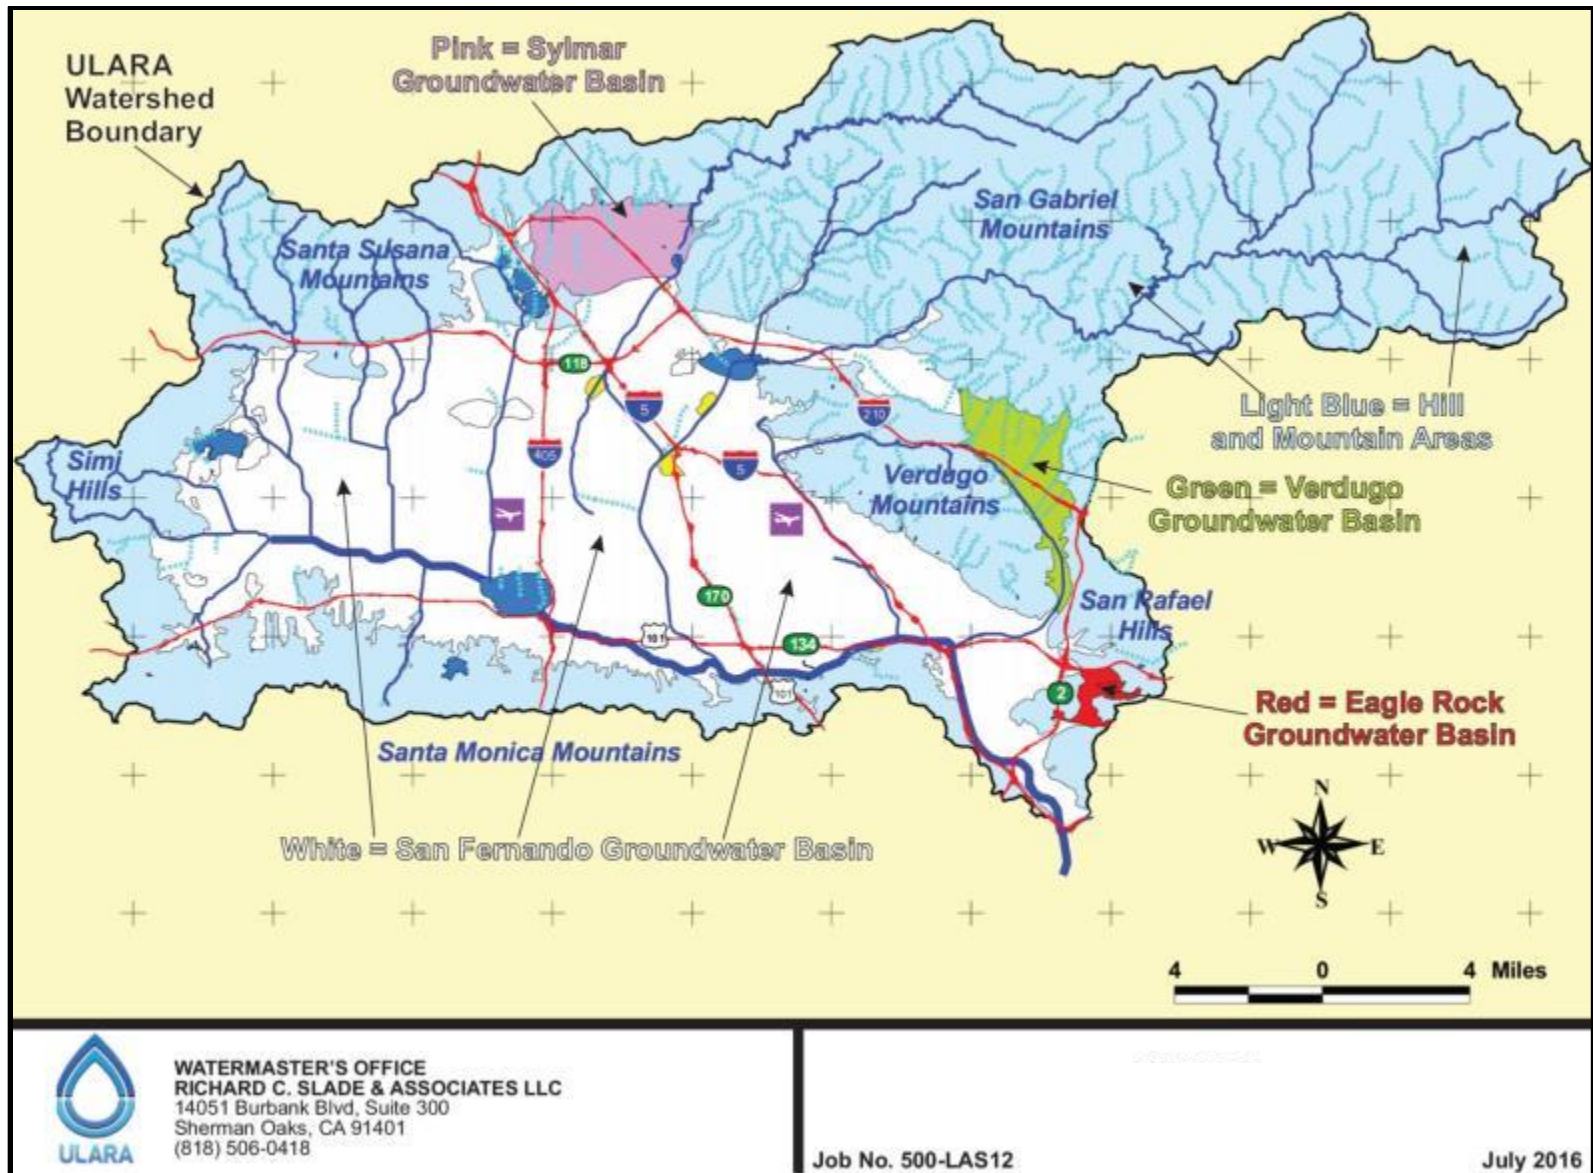 ULARA
Watershed
Boundary
Pink = Sylmar
Groundwater Basin
Santa Susana
Mountains
San Gabriel
Mountains
118
5
405
5
210
Simi
Hills
Verdugo
Mountains
Light Blue = Hill
and Mountain Areas
Green = Verdugo
Groundwater Basin
170
101
134
101
San Rafael
Hills
2
Red = Eagle Rock
Groundwater Basin
Santa Monica Mountains
White = San Fernando Groundwater Basin
N
W
E
S
4 0 4 Miles
ULARA
WATERMASTER'S OFFICE
RICHARD C. SLADE & ASSOCIATES LLC
14051 Burbank Blvd, Suite 300
Sherman Oaks, CA 91401
(818) 506-0418
Job No. 500-LAS12
July 2016